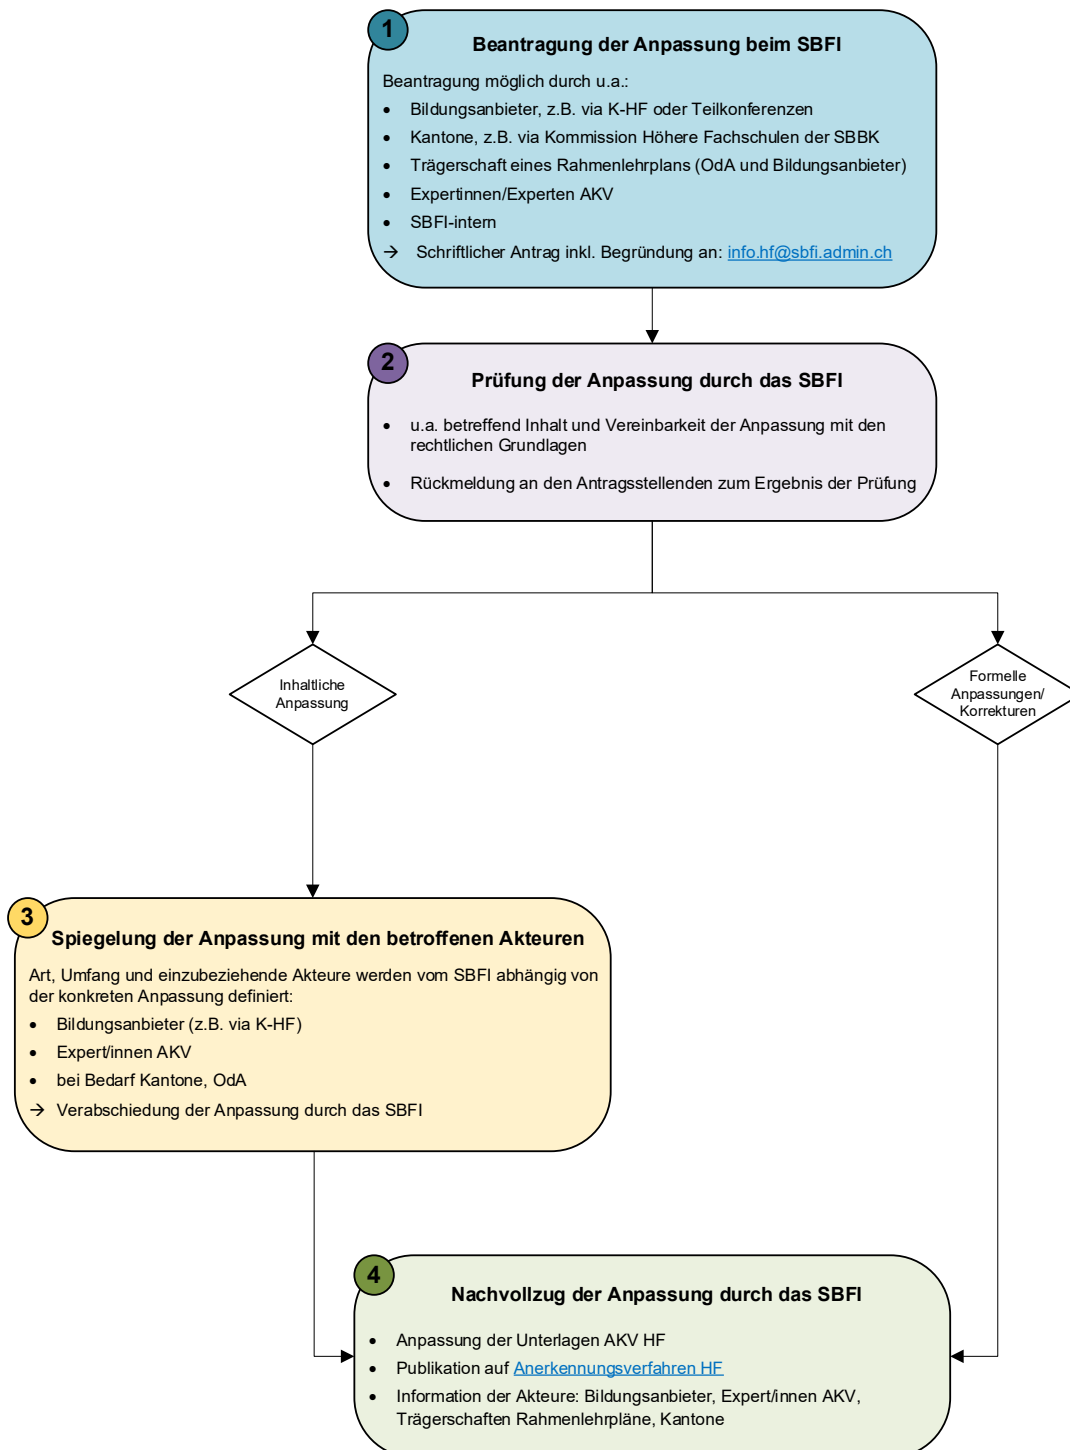 1
Beantragung der Anpassung beim SBFI
Beantragung möglich durch u.a.:
• Bildungsanbieter, z.B. via K-HF oder Teilkonferenzen
• Kantone, z.B. via Kommission Höhere Fachschulen der SBBK
• Trägerschaft eines Rahmenlehrplans (OdA und Bildungsanbieter)
• Expertinnen/Experten AKV
• SBFI-intern
→ Schriftlicher Antrag inkl. Begründung an: info.hf@sbfi.admin.ch
2
Prüfung der Anpassung durch das SBFI
• u.a. betreffend Inhalt und Vereinbarkeit der Anpassung mit den
rechtlichen Grundlagen
• Rückmeldung an den Antragsstellenden zum Ergebnis der Prüfung
Inhaltliche
Anpassung
Formelle
Anpassungen/
Korrekturen
3
Spiegelung der Anpassung mit den betroffenen Akteuren
Art, Umfang und einzubeziehende Akteure werden vom SBFI abhängig von
der konkreten Anpassung definiert:
• Bildungsanbieter (z.B. via K-HF)
• Expert/innen AKV
• bei Bedarf Kantone, OdA
→ Verabschiedung der Anpassung durch das SBFI
4
Nachvollzug der Anpassung durch das SBFI
• Anpassung der Unterlagen AKV HF
• Publikation auf Anerkennungsverfahren HF
• Information der Akteure: Bildungsanbieter, Expert/innen AKV,
Trägerschaften Rahmenlehrpläne, Kantone